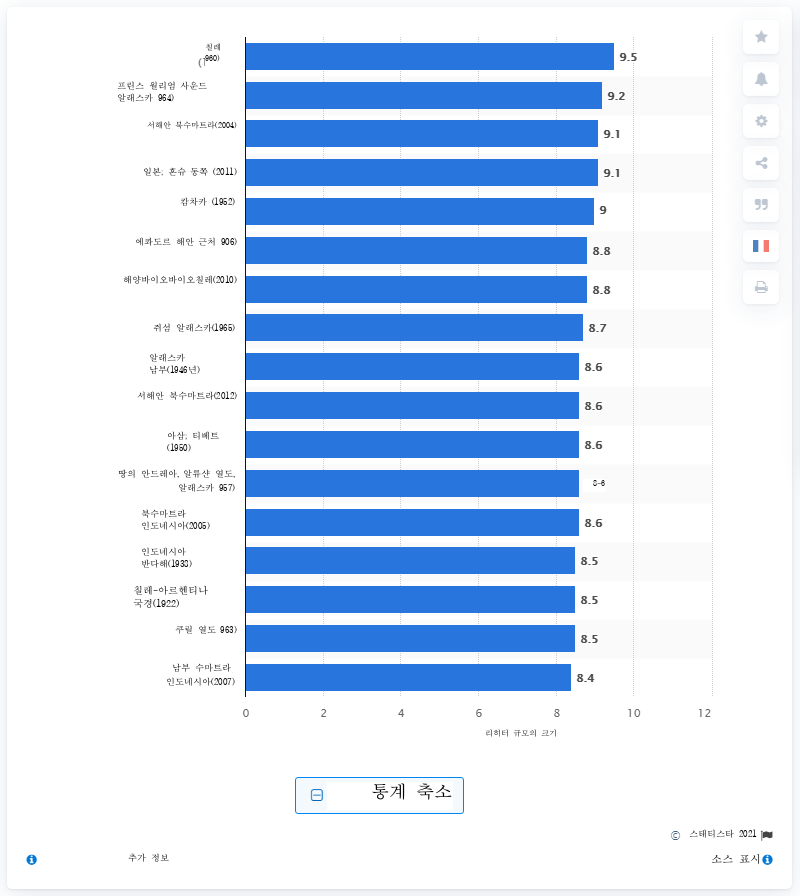 칠레
(1960)
9.5
프린스 윌리엄 사운드
알래스카 964)
9.2
서해안 북수마트라(2004)
9.1
일본; 혼슈 동쪽 (2011)
9.1
캄차카 (1952)
9
에콰도르 해안 근처 906)
8.8
해양바이오바이오칠레(2010)
8.8
쥐섬 알래스카(1965)
8.7
알래스카
남부(1946년)
8.6
서해안 북수마트라(2012)
8.6
아삼; 티베트
(1950)
8.6
땅의 안드레아, 알류샨 열도,
알래스카 957)
8-6
북수마트라
인도네시아(2005)
8.6
인도네시아
반다해(1938)
8.5
칠레-아르헨티나
국경(1922)
8.5
쿠릴 열도 963)
8.5
남부 수마트라
인도네시아(2007)
8.4
0 2 4 6 8 10 12
리히터 규모의 크기
통계 축소
© 스태티스타 2021
추가 정보
소스 표시